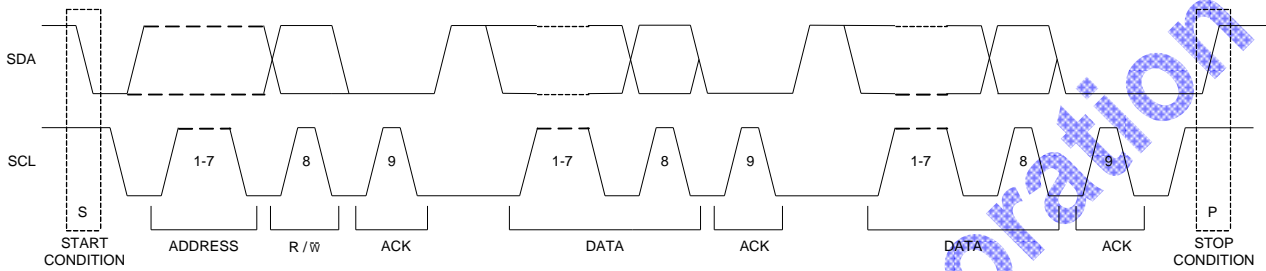 SDA
SCL
1-7
8
9
1-7
8
9
1-7
8
9
S
P
START
CONDITION
ADDRESS
R / W̅
ACK
DATA
ACK
DATA
ACK
STOP
CONDITION
oration